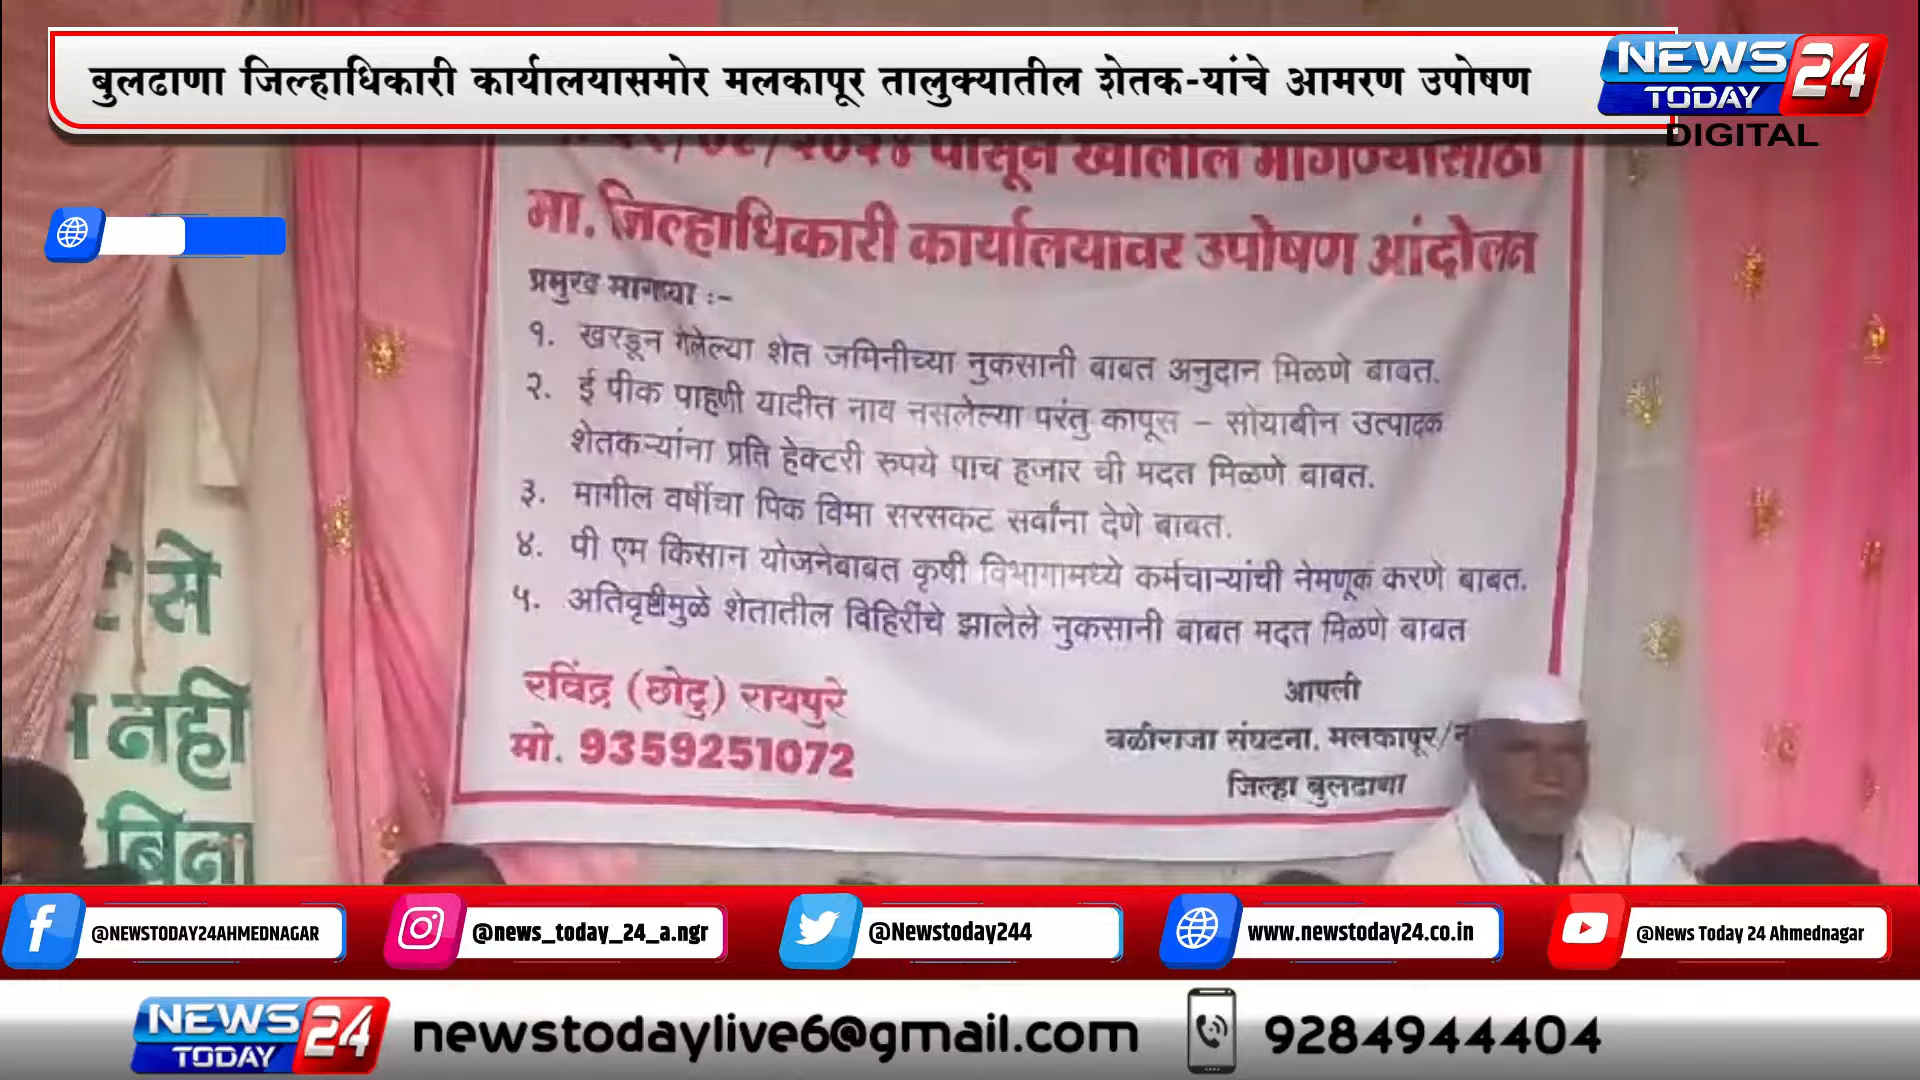 बुलढाणा जिल्हाधिकारी कार्यालयासमोर मलकापूर तालुक्यातील शेतक-यांचे आमरण उपोषण
NEWS 24
TODAY
DIGITAL
पासून खालील मागण्यासाठी
मा. जिल्हाधिकारी कार्यालयावर उपोषण आंदोलन
प्रमुख मागण्या :-
१. खरडून गेलेल्या शेत जमिनीच्या नुकसानी बाबत अनुदान मिळणे बाबत.
२. ई पीक पाहणी यादीत नाव नसलेल्या परंतु कापूस – सोयाबीन उत्पादक
शेतकऱ्यांना प्रति हेक्टरी रुपये पाच हजार ची मदत मिळणे बाबत.
३. मागील वर्षीचा पिक विमा सरसकट सर्वांना देणे बाबत.
४. पी एम किसान योजनेबाबत कृषी विभागामध्ये कर्मचाऱ्यांची नेमणूक करणे बाबत.
५. अतिवृष्टीमुळे शेतातील विहिरींचे झालेले नुकसानी बाबत मदत मिळणे बाबत
रविंद्र (छोटु) रायपुरे
मो. 9359251072
आपली
बळीराजा संघटना, मलकापूर/
जिल्हा बुलढाणा
से
नही
बिना
@NEWSTODAY24AHMEDNAGAR
@news_today_24_a.ngr
@Newstoday244
www.newstoday24.co.in
@News Today 24 Ahmednagar
NEWS 24
TODAY
newstodaylive6@gmail.com
9284944404